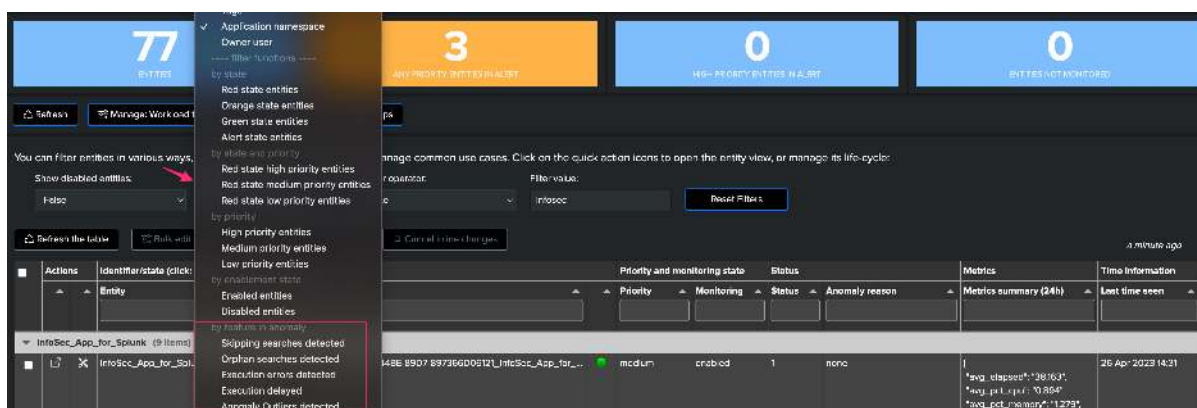 Application namespace
77
3
0
0
Owner user
---- filter functions ----
ENTITIES
ANY PRIORITY ENTITIES IN ALERT
HIGH PRIORITY ENTITIES IN ALERT
ENTITIES NOT MONITORED
by state
Red state entities
Orange state entities
Refresh
Manage: Workload
Green state entities
Alert state entities
by state and priority
You can filter entities in various ways,
nage common use cases. Click on the quick action icons to open the entity view, or manage its life-cycle:
Red state high priority entities
Show disabled entities:
operator:
Filter value:
Red state medium priority entities
False
Red state low priority entities
Infosec
Reset Filters
by priority
High priority entities
Refresh the table
Bulk edit
Cancel inline changes
a minute ago
Medium priority entities
Low priority entities
Actions
Identifier/state (click:
Priority and monitoring state
Status
Metrics
Time Information
by enablement state
Entity
Enabled entities
Priority
Monitoring
Status
Anomaly reason
Metrics summary (24h)
Last time seen
Disabled entities
by feature in anomaly
InfoSec_App_for_Splunk (9 items)
Skipping searches detected
Orphan searches detected
InfoSec_App_for_Spl
InfoSec_App_for_...
medium
enabled
1
none
{
26 Apr 2023 14:31
Execution errors detected
"avg_elapsed": "38.163",
Execution delayed
"avg_pct_cpu": "0.894",
Anomaly Outliers detected
"avg_pct_memory": "1.279",